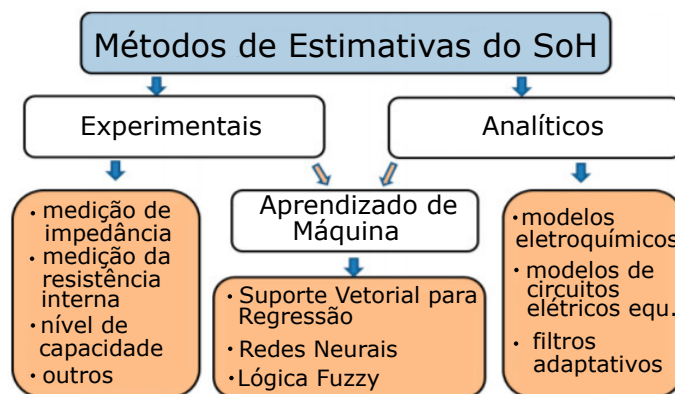 Métodos de Estimativas do SoH
Experimentais
Analíticos
Aprendizado de
Máquina
· medição de
impedância
· medição da
resistência
interna
· nível de
capacidade
· outros
· Suporte Vetorial para
Regressão
· Redes Neurais
· Lógica Fuzzy
· modelos
eletroquímicos
· modelos de
circuitos
elétricos equ.
· filtros
adaptativos